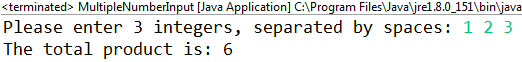 <terminated> MultipleNumberInput [Java Application] C:\Program Files\Java\jre1.8.0_151\bin\java
Please enter 3 integers, separated by spaces: 1 2 3
The total product is: 6